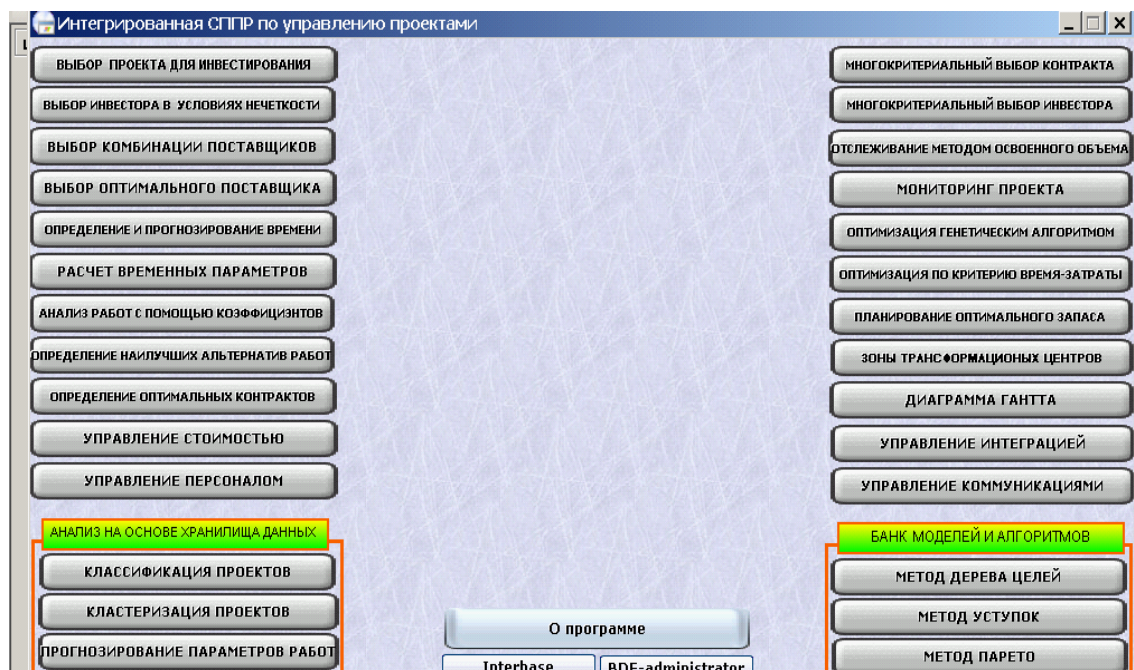 Интегрированная СППР по управлению проектами
ВЫБОР ПРОЕКТА ДЛЯ ИНВЕСТИРОВАНИЯ
ВЫБОР ИНВЕСТОРА В УСЛОВИЯХ НЕЧЕТКОСТИ
ВЫБОР КОМБИНАЦИИ ПОСТАВЩИКОВ
ВЫБОР ОПТИМАЛЬНОГО ПОСТАВЩИКА
ОПРЕДЕЛЕНИЕ И ПРОГНОЗИРОВАНИЕ ВРЕМЕНИ
РАСЧЕТ ВРЕМЕННЫХ ПАРАМЕТРОВ
АНАЛИЗ РАБОТ С ПОМОЩЬЮ КОЭФФИЦИЭНТОВ
ОПРЕДЕЛЕНИЕ НАИЛУЧШИХ АЛЬТЕРНАТИВ РАБОТ
ОПРЕДЕЛЕНИЕ ОПТИМАЛЬНЫХ КОНТРАКТОВ
УПРАВЛЕНИЕ СТОИМОСТЬЮ
УПРАВЛЕНИЕ ПЕРСОНАЛОМ
АНАЛИЗ НА ОСНОВЕ ХРАНИЛИЩА ДАННЫХ
КЛАССИФИКАЦИЯ ПРОЕКТОВ
КЛАСТЕРИЗАЦИЯ ПРОЕКТОВ
ПРОГНОЗИРОВАНИЕ ПАРАМЕТРОВ РАБОТ
О программе
Interbase
BDE-administrator
МНОГОКРИТЕРИАЛЬНЫЙ ВЫБОР КОНТРАКТА
МНОГОКРИТЕРИАЛЬНЫЙ ВЫБОР ИНВЕСТОРА
ОТСЛЕЖИВАНИЕ МЕТОДОМ ОСВОЕННОГО ОБЪЕМА
МОНИТОРИНГ ПРОЕКТА
ОПТИМИЗАЦИЯ ГЕНЕТИЧЕСКИМ АЛГОРИТМОМ
ОПТИМИЗАЦИЯ ПО КРИТЕРИЮ ВРЕМЯ-ЗАТРАТЫ
ПЛАНИРОВАНИЕ ОПТИМАЛЬНОГО ЗАПАСА
ЗОНЫ ТРАНСФОРМАЦИОНЫХ ЦЕНТРОВ
ДИАГРАММА ГАНТТА
УПРАВЛЕНИЕ ИНТЕГРАЦИЕЙ
УПРАВЛЕНИЕ КОММУНИКАЦИЯМИ
БАНК МОДЕЛЕЙ И АЛГОРИТМОВ
МЕТОД ДЕРЕВА ЦЕЛЕЙ
МЕТОД УСТУПОК
МЕТОД ПАРЕТО